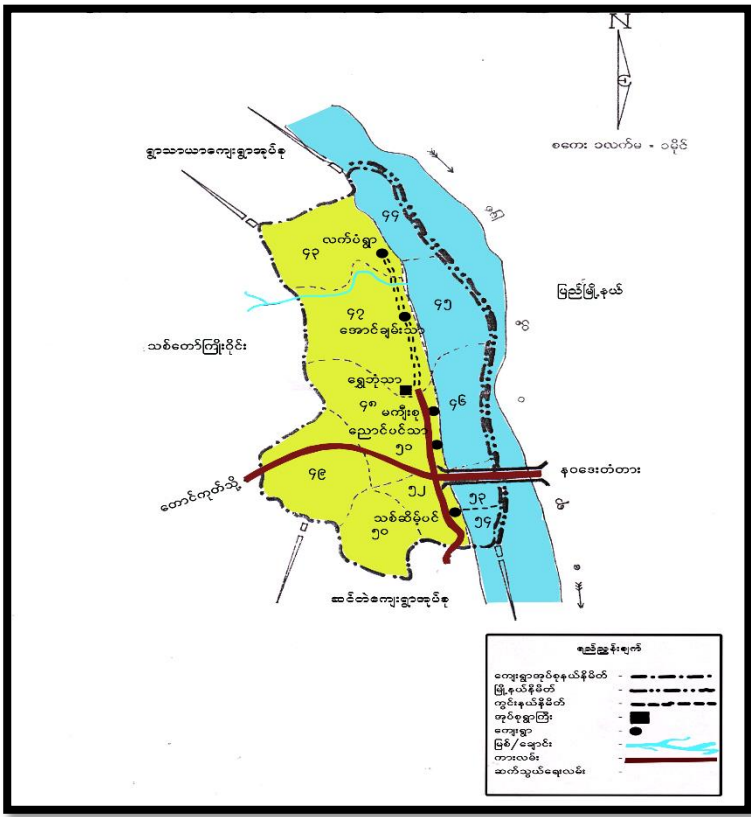 N
ရွာသာယာကျေးရွာအုပ်စု
စကေး ၁လက်မ - ၁မိုင်
၄၄
လက်ပံရွာ
၄၃
၄၅
ပြည်မြို့နယ်
၄၇
အောင်ချမ်းသာ
သစ်တော်ကြိုးဝိုင်း
ရွှေဘုံသာ
၄၈
၄၆
မကျီးစု
ညောင်ပင်သာ
၅၁
၄၉
နဝဒေးတံတား
တောင်ကုတ်သို့
၅၂
၅၃
သစ်ဆိမ့်ပင်
၅၀
၅၄
ဆင်တဲကျေးရွာအုပ်စု
ရည်ညွှန်းချက်
ကျေးရွာအုပ်စုနယ်နိမိတ် -
မြို့နယ်နိမိတ် -
ကွင်းနယ်နိမိတ် -
အုပ်စုရွာကြီး -
ကျေးရွာ -
မြစ်/ချောင်း -
ကားလမ်း -
ဆက်သွယ်ရေးလမ်း -